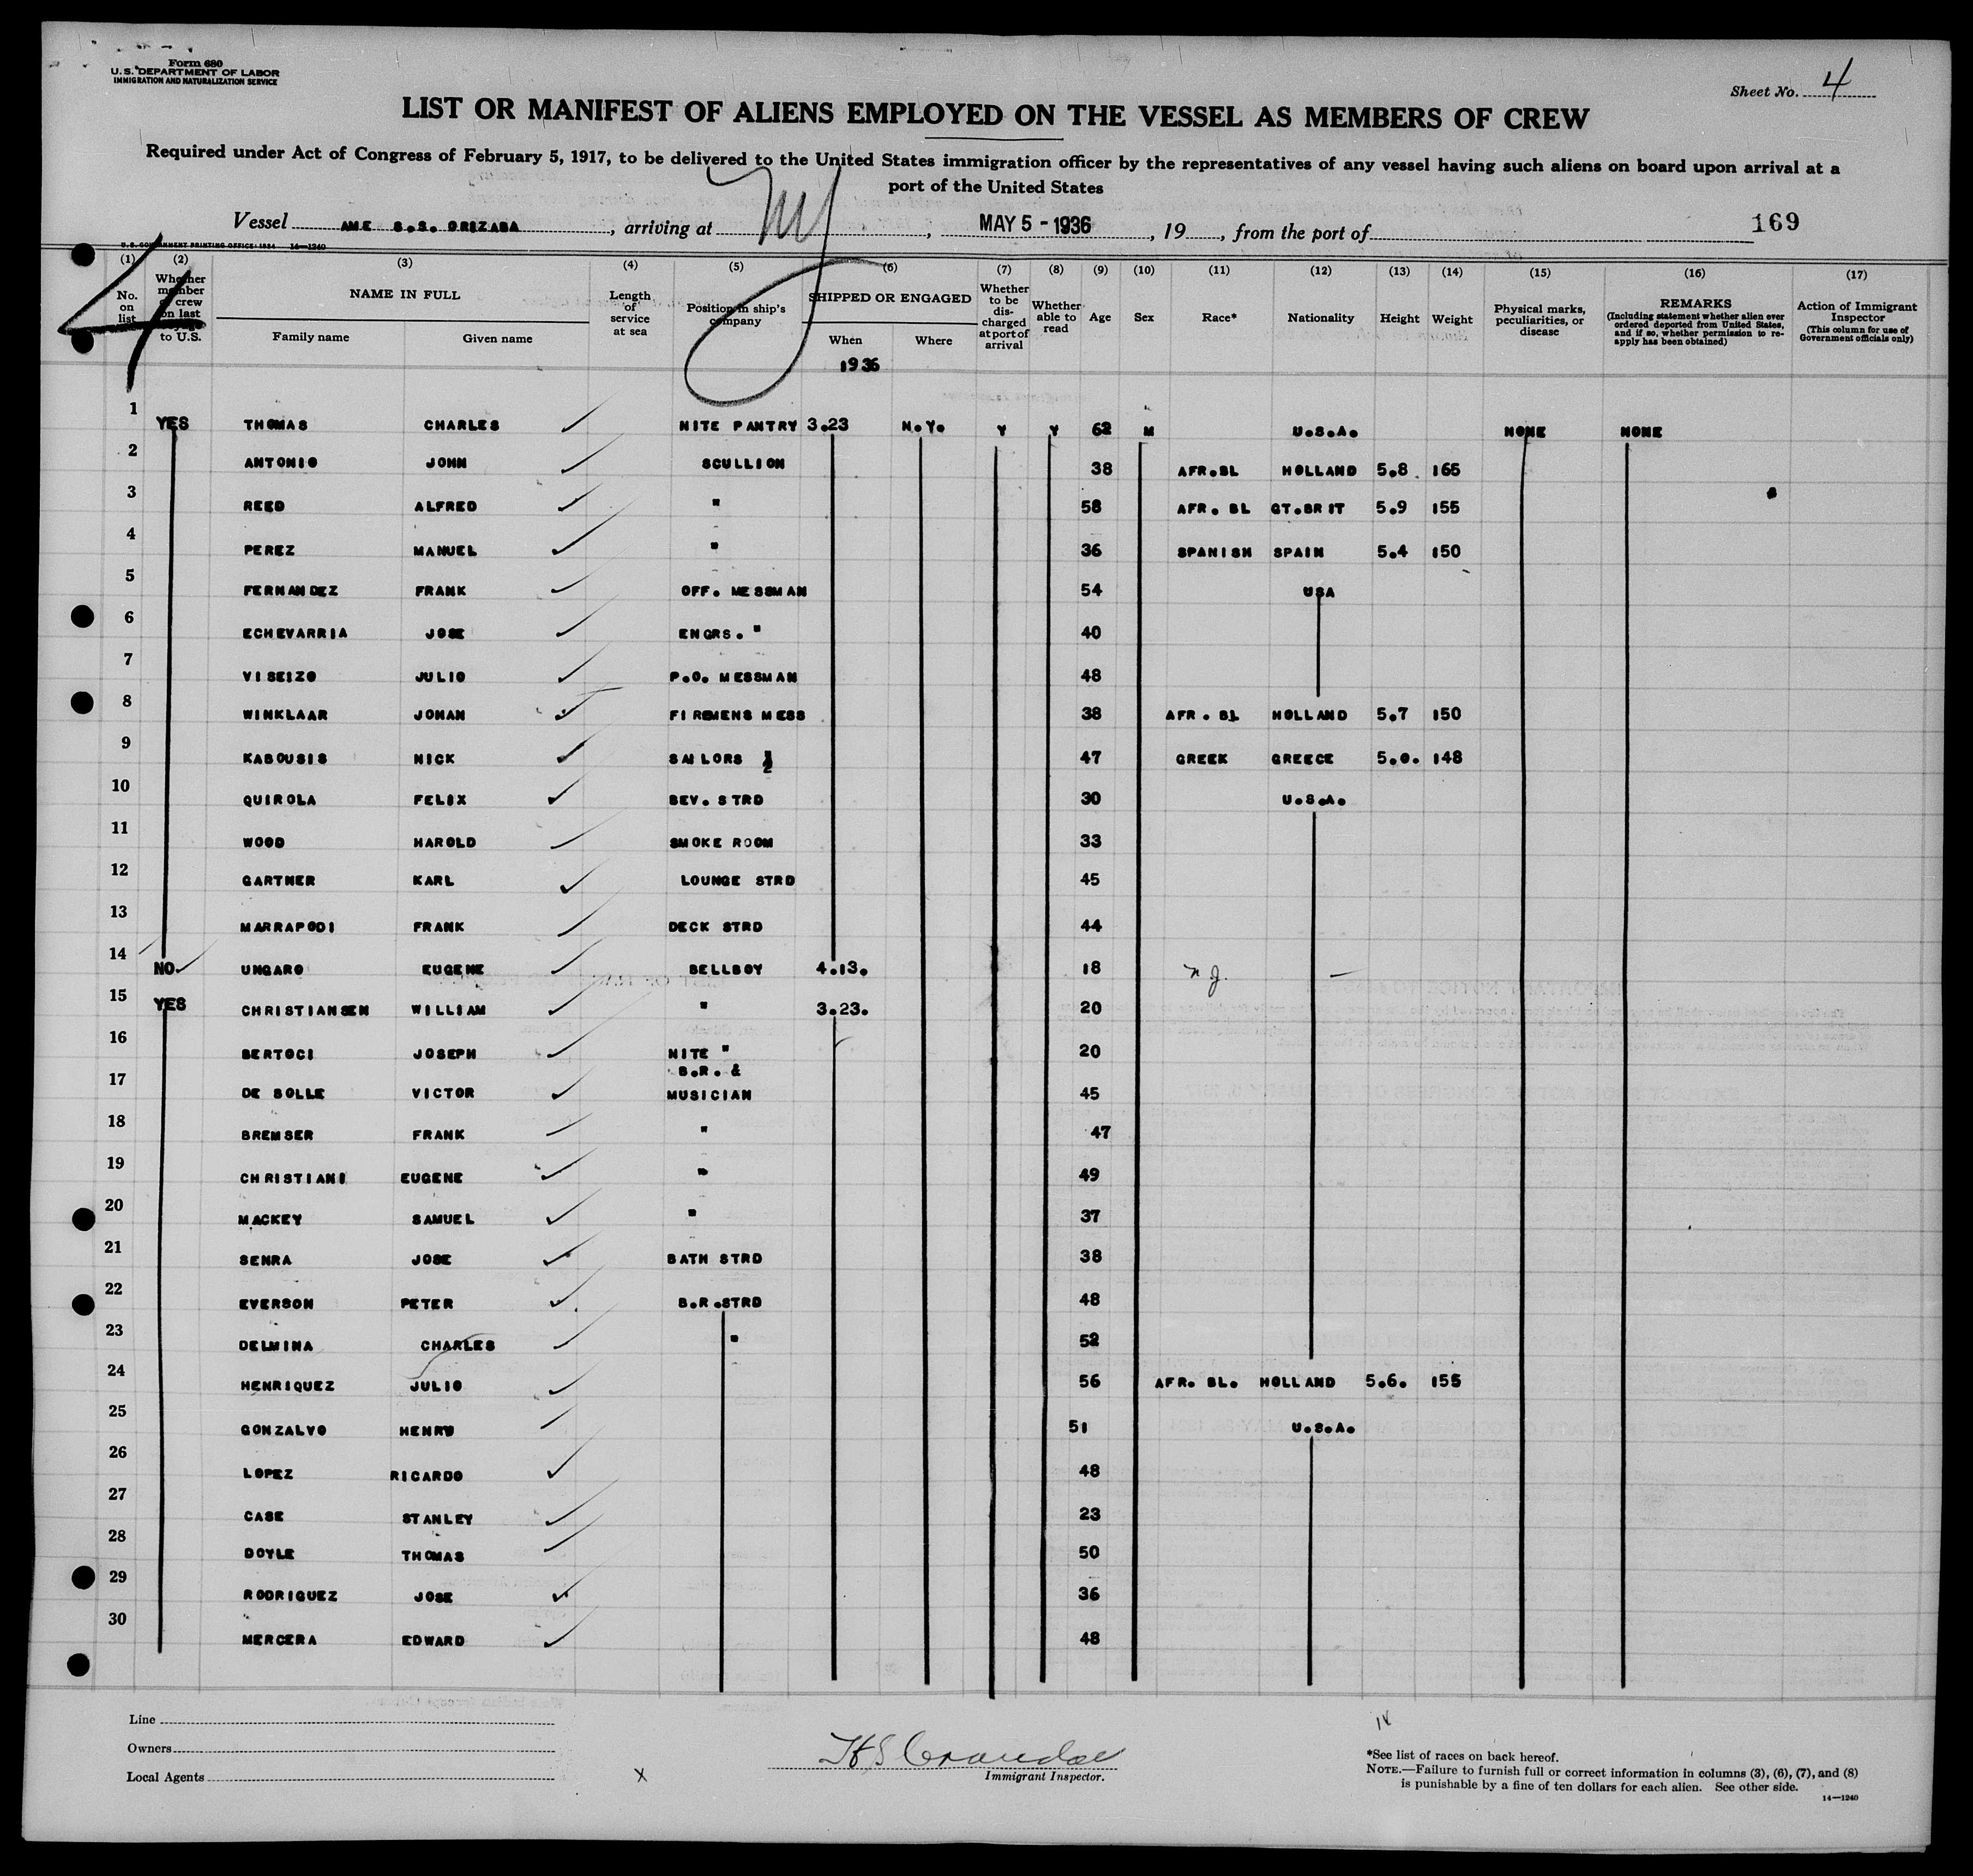 Form 680
U. S. DEPARTMENT OF LABOR
IMMIGRATION AND NATURALIZATION SERVICE
Sheet No. 4
LIST OR MANIFEST OF ALIENS EMPLOYED ON THE VESSEL AS MEMBERS OF CREW
Required under Act of Congress of February 5, 1917, to be delivered to the United States immigration officer by the representatives of any vessel having such aliens on board upon arrival at a
port of the United States
Vessel AME S.S. ORIZABA, arriving at NY, MAY 5 - 1936, 19, from the port of 169
U. S. GOVERNMENT PRINTING OFFICE: 1934 14—1240
4
(1) (2) (3) (4) (5) (6) (7) (8) (9) (10) (11) (12) (13) (14) (15) (16) (17)
No. on list
Whether member of crew on last voyage to U.S.
NAME IN FULL
Family name Given name
Length of service at sea
Position in ship's company
SHIPPED OR ENGAGED
When Where
1936
Whether to be discharged at port of arrival
Whether able to read
Age
Sex
Race*
Nationality
Height
Weight
Physical marks, peculiarities, or disease
REMARKS
(Including statement whether alien ever ordered deported from United States, and if so, whether permission to reapply has been obtained)
Action of Immigrant Inspector
(This column for use of Government officials only)
1 YES THOMAS CHARLES NITE PANTRY 3.23 N.Y. Y Y 62 M U.S.A. NONE NONE
2 ANTONIO JOHN SCULLION 38 AFR.BL HOLLAND 5.8 165
3 REED ALFRED " 58 AFR. BL GT.BRIT 5.9 155
4 PEREZ MANUEL " 36 SPANISH SPAIN 5.4 150
5 FERNANDEZ FRANK OFF. MESSMAN 54 USA
6 ECHEVARRIA JOSE ENGRS. " 40
7 VISEIZO JULIO P.O. MESSMAN 48
8 WINKLAAR JOHAN FIREMENS MESS 38 AFR. BL HOLLAND 5.7 150
9 KABOUSIS NICK SAILORS " 47 GREEK GREECE 5.0. 148
10 QUIROLA FELIX BEV. STRD 30 U.S.A.
11 WOOD HAROLD SMOKE ROOM 33
12 GARTNER KARL LOUNGE STRD 45
13 MARRAPODI FRANK DECK STRD 44
14 NO UNGARO EUGENE BELLBOY 4.13. 18 n.J. —
15 YES CHRISTIANSEN WILLIAM " 3.23. 20
16 BERTOCI JOSEPH NITE " 20
B.R. &
17 DE SOLLE VICTOR MUSICIAN 45
18 BREMSER FRANK " 47
19 CHRISTIANI EUGENE " 49
20 MACKEY SAMUEL " 37
21 SENRA JOSE BATH STRD 38
22 EVERSON PETER B.R.STRD 48
23 DELMINA CHARLES " 52
24 HENRIQUEZ JULIO 56 AFR. BL. HOLLAND 5.6. 155
25 GONZALVO HENRY 51 U.S.A.
26 LOPEZ RICARDO 48
27 CASE STANLEY 23
28 DOYLE THOMAS 50
29 RODRIGUEZ JOSE 36
30 MERCERA EDWARD 48
Line
Owners
Local Agents
X
Immigrant Inspector.
*See list of races on back hereof.
NOTE.—Failure to furnish full or correct information in columns (3), (6), (7), and (8)
is punishable by a fine of ten dollars for each alien. See other side.
14—1240